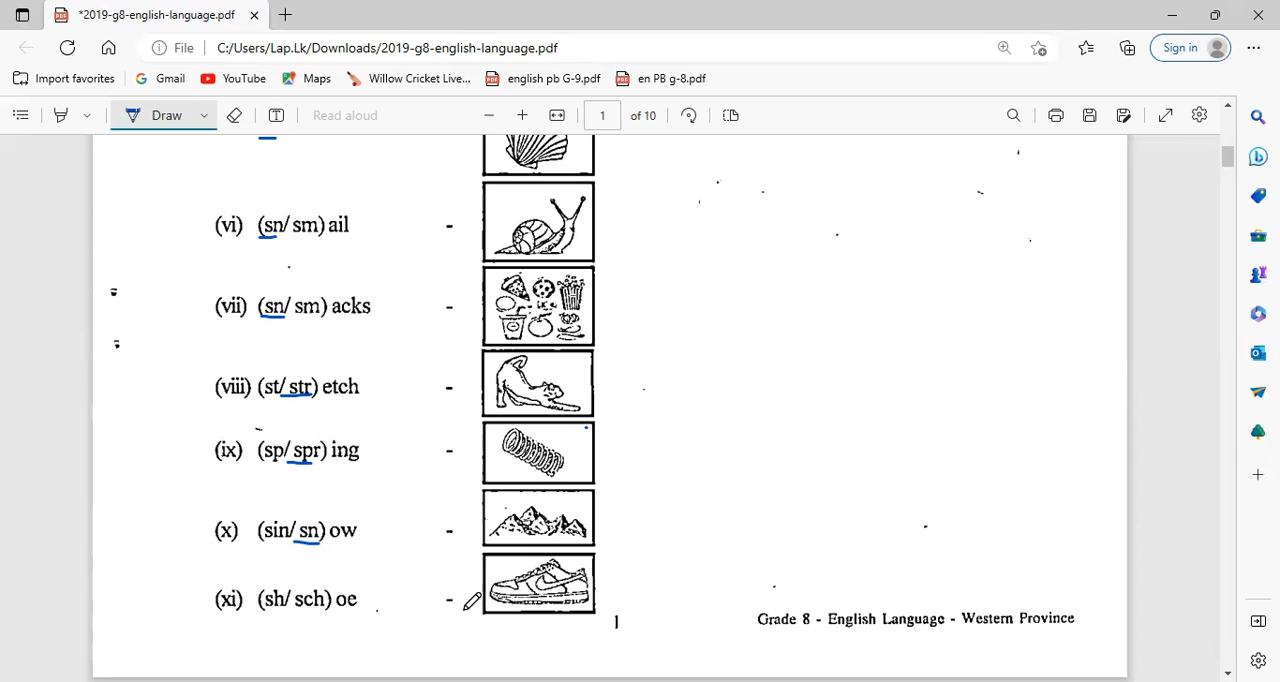 *2019-g8-english-language.pdf
File C:/Users/Lap.Lk/Downloads/2019-g8-english-language.pdf
Sign in
Import favorites Gmail YouTube Maps Willow Cricket Live... english pb G-9.pdf en PB g-8.pdf
Draw Read aloud 1 of 10
(vi) (sn/ sm) ail -
(vii) (sn/ sm) acks -
(viii) (st/ str) etch -
(ix) (sp/ spr) ing -
(x) (sin/ sn) ow -
(xi) (sh/ sch) oe -
1
Grade 8 - English Language - Western Province